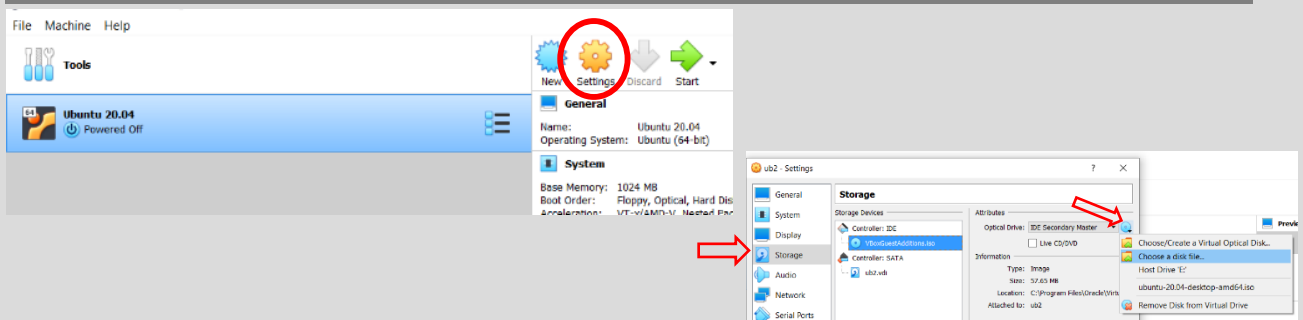 File Machine Help
Tools
New Settings Discard Start
64
Ubuntu 20.04
Powered Off
General
Name: Ubuntu 20.04
Operating System: Ubuntu (64-bit)
System
Base Memory: 1024 MB
Boot Order: Floppy, Optical, Hard Dis
Acceleration: VT-x/AMD-V, Nested Pag
ub2 - Settings ? ×
General
System
Display
Storage
Audio
Network
Serial Ports
Storage
Storage Devices
Controller: IDE
VBoxGuestAdditions.iso
Controller: SATA
ub2.vdi
Attributes
Optical Drive: IDE Secondary Master
Live CD/DVD
Information
Type: Image
Size: 57.65 MB
Location: C:\Program Files\Oracle\Virtu
Attached to: ub2
Choose/Create a Virtual Optical Disk...
Choose a disk file...
Host Drive 'E:'
ubuntu-20.04-desktop-amd64.iso
Remove Disk from Virtual Drive
Previe